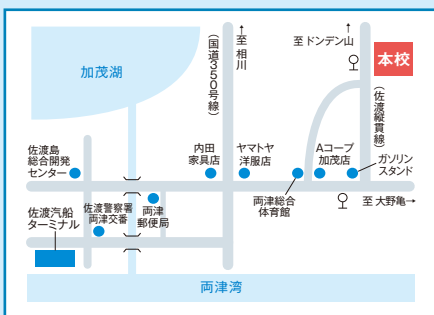 ↑至 相川
(国道350号線)
至 ドンデン山
↑
本校
加茂湖
(佐渡縦貫線)
佐渡島
総合開発
センター
内田
家具店
ヤマトヤ
洋服店
Aコープ
加茂店
ガソリン
スタンド
佐渡汽船
ターミナル
佐渡警察署
両津交番
両津
郵便局
両津総合
体育館
至 大野亀→
両津湾